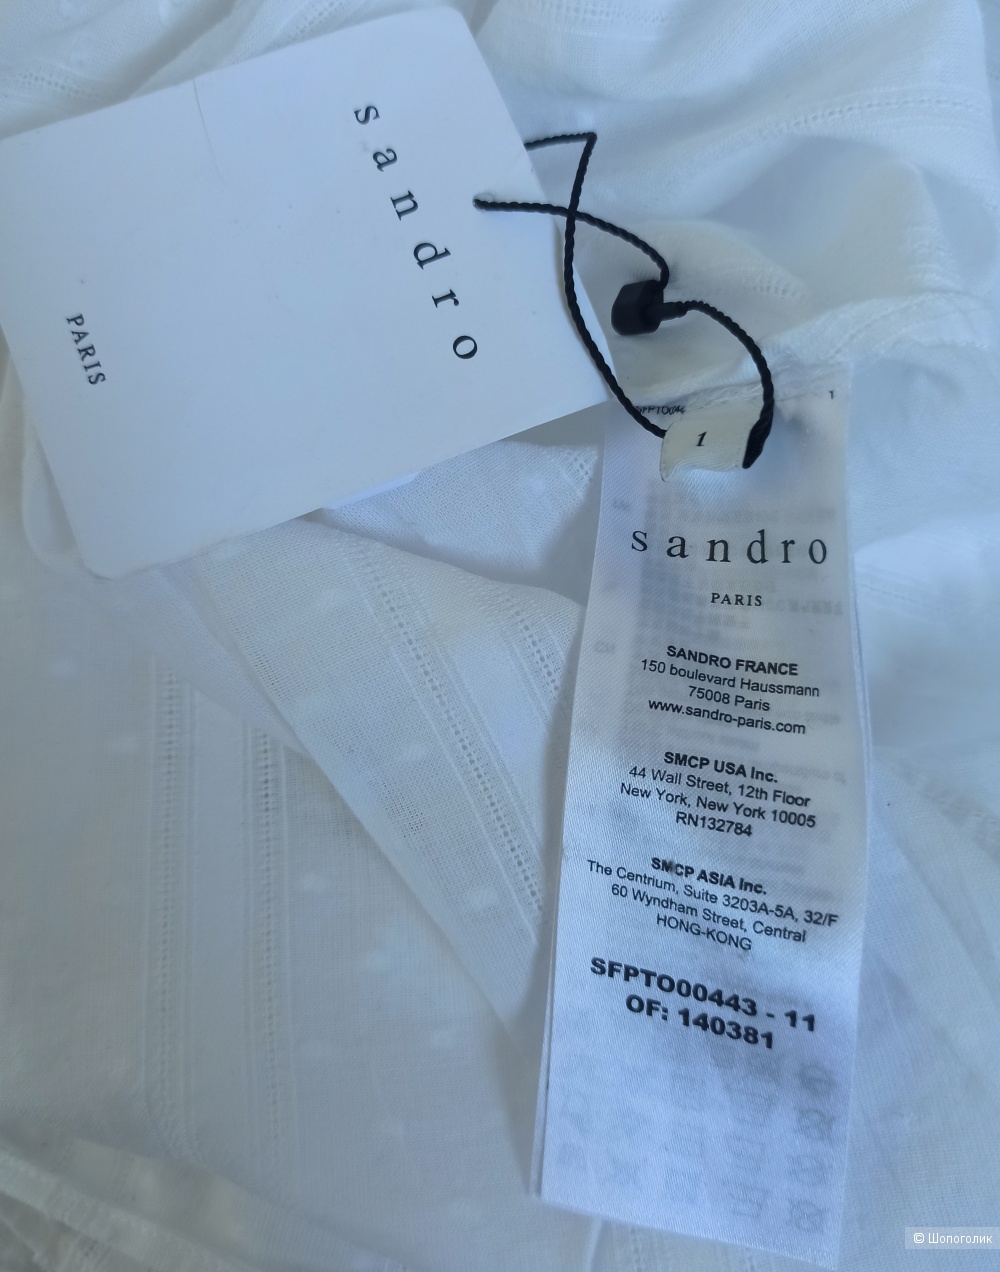 sandro
PARIS
1
1
sandro
PARIS
SANDRO FRANCE
150 boulevard Haussmann
75008 Paris
www.sandro-paris.com
SMCP USA Inc.
44 Wall Street, 12th Floor
New York, New York 10005
RN132784
SMCP ASIA Inc.
The Centrium, Suite 3203A-5A, 32/F
60 Wyndham Street, Central
HONG-KONG
SFPTO00443 - 11
OF: 140381
© Шопоголик